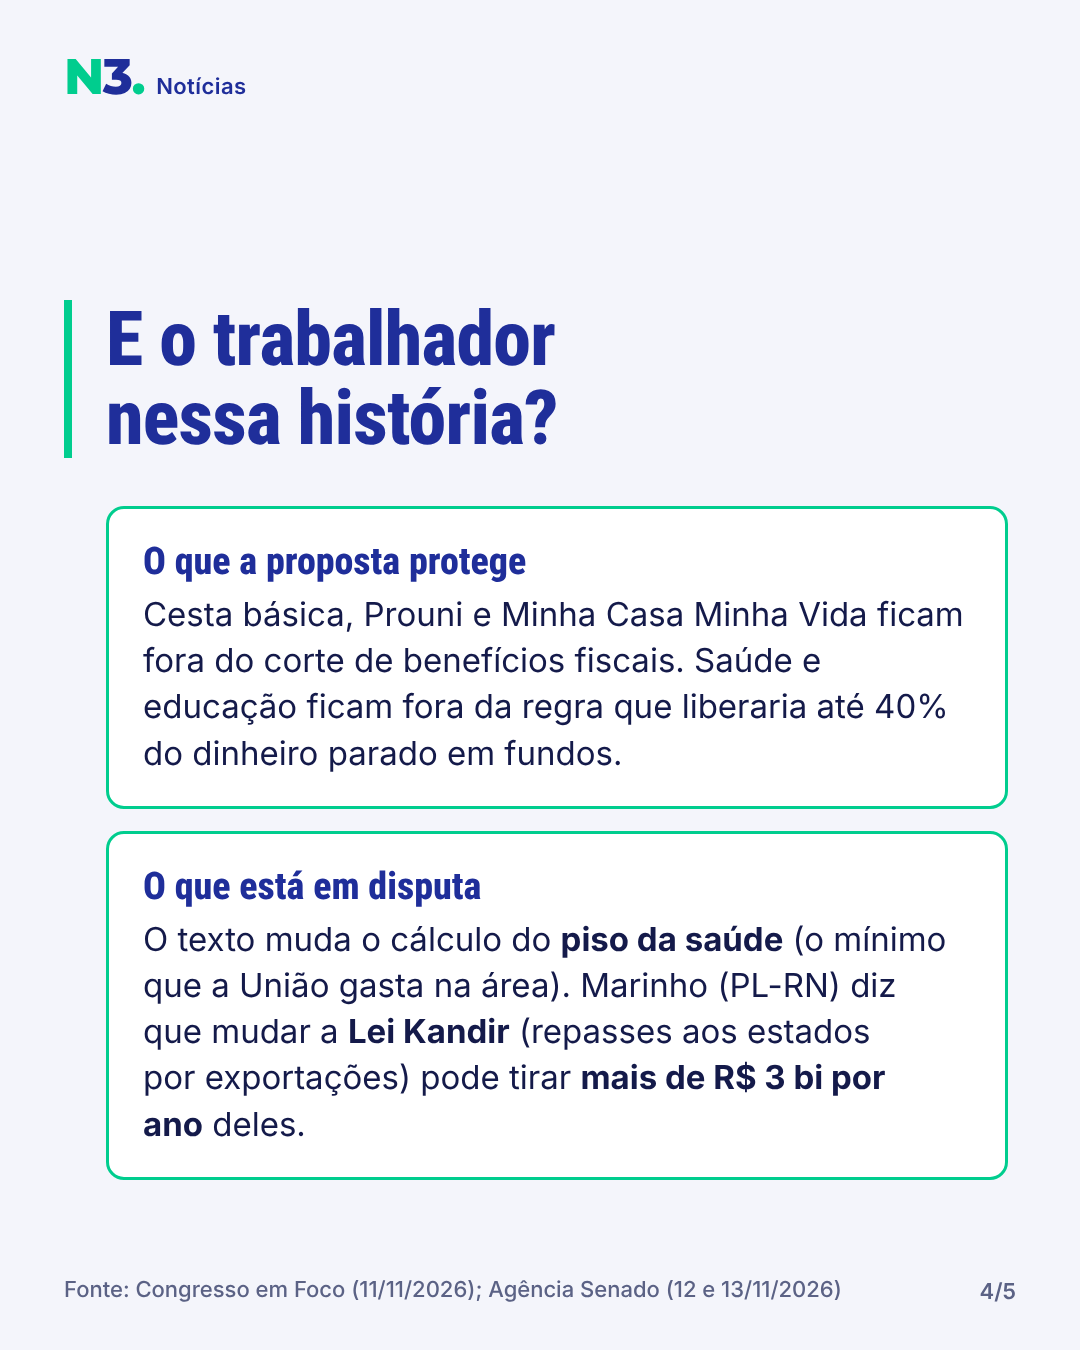 N3. Notícias
E o trabalhador
nessa história?
O que a proposta protege
Cesta básica, Prouni e Minha Casa Minha Vida ficam
fora do corte de benefícios fiscais. Saúde e
educação ficam fora da regra que liberaria até 40%
do dinheiro parado em fundos.
O que está em disputa
O texto muda o cálculo do piso da saúde (o mínimo
que a União gasta na área). Marinho (PL-RN) diz
que mudar a Lei Kandir (repasses aos estados
por exportações) pode tirar mais de R$ 3 bi por
ano deles.
Fonte: Congresso em Foco (11/11/2026); Agência Senado (12 e 13/11/2026)
4/5